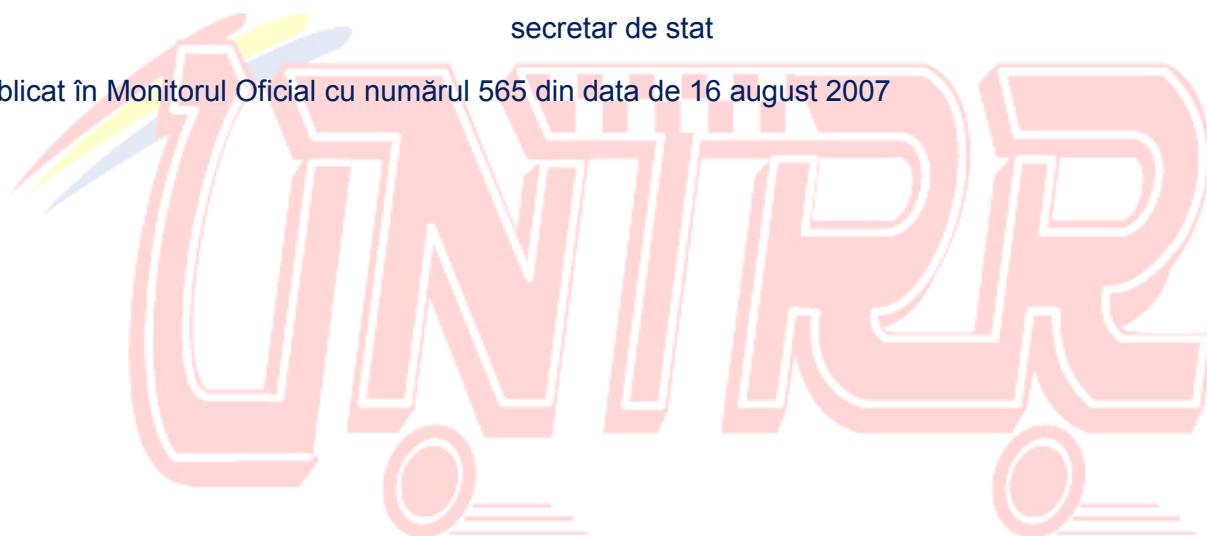 secretar de stat
blicat în Monitorul Oficial cu numărul 565 din data de 16 august 2007
UNTRR